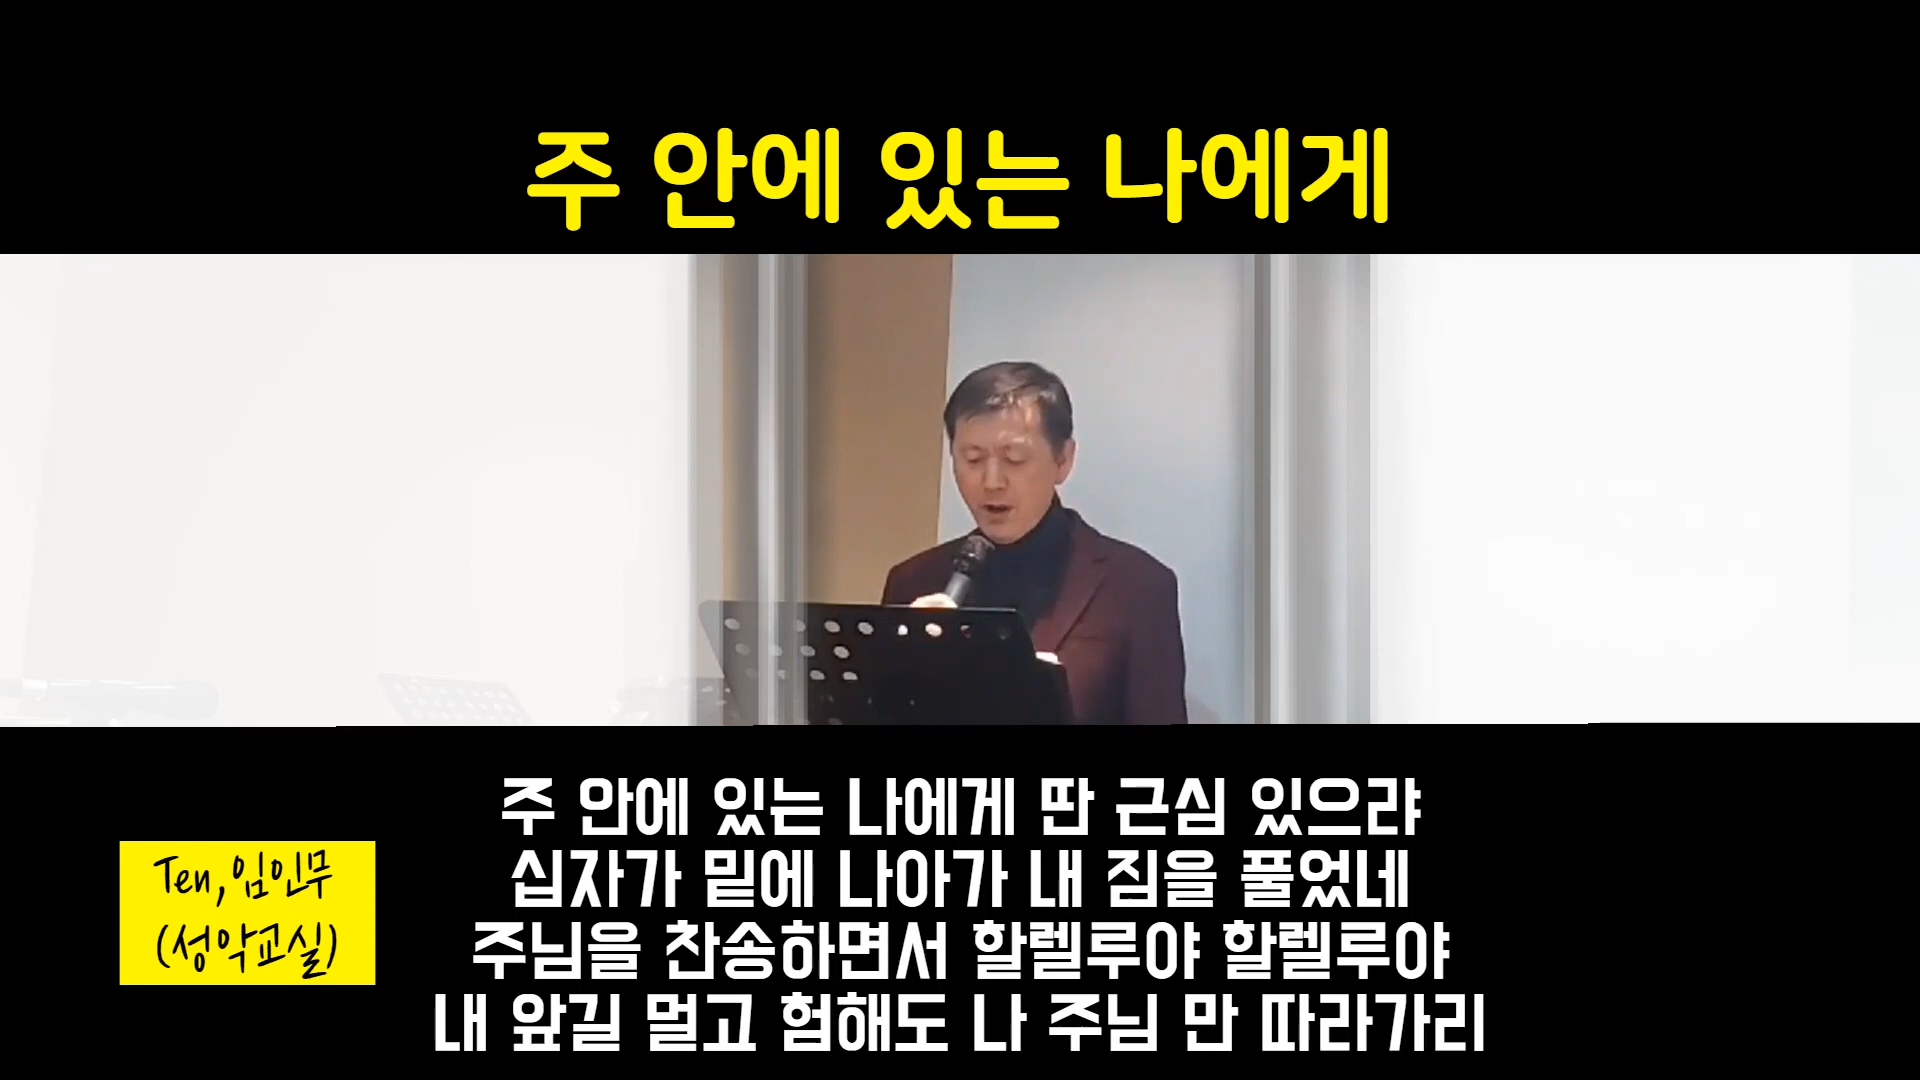 주 안에 있는 나에게
주 안에 있는 나에게 딴 근심 있으랴
십자가 밑에 나아가 내 짐을 풀었네
주님을 찬송하면서 할렐루야 할렐루야
내 앞길 멀고 험해도 나 주님 만 따라가리
Ten,임인무
(성악교실)